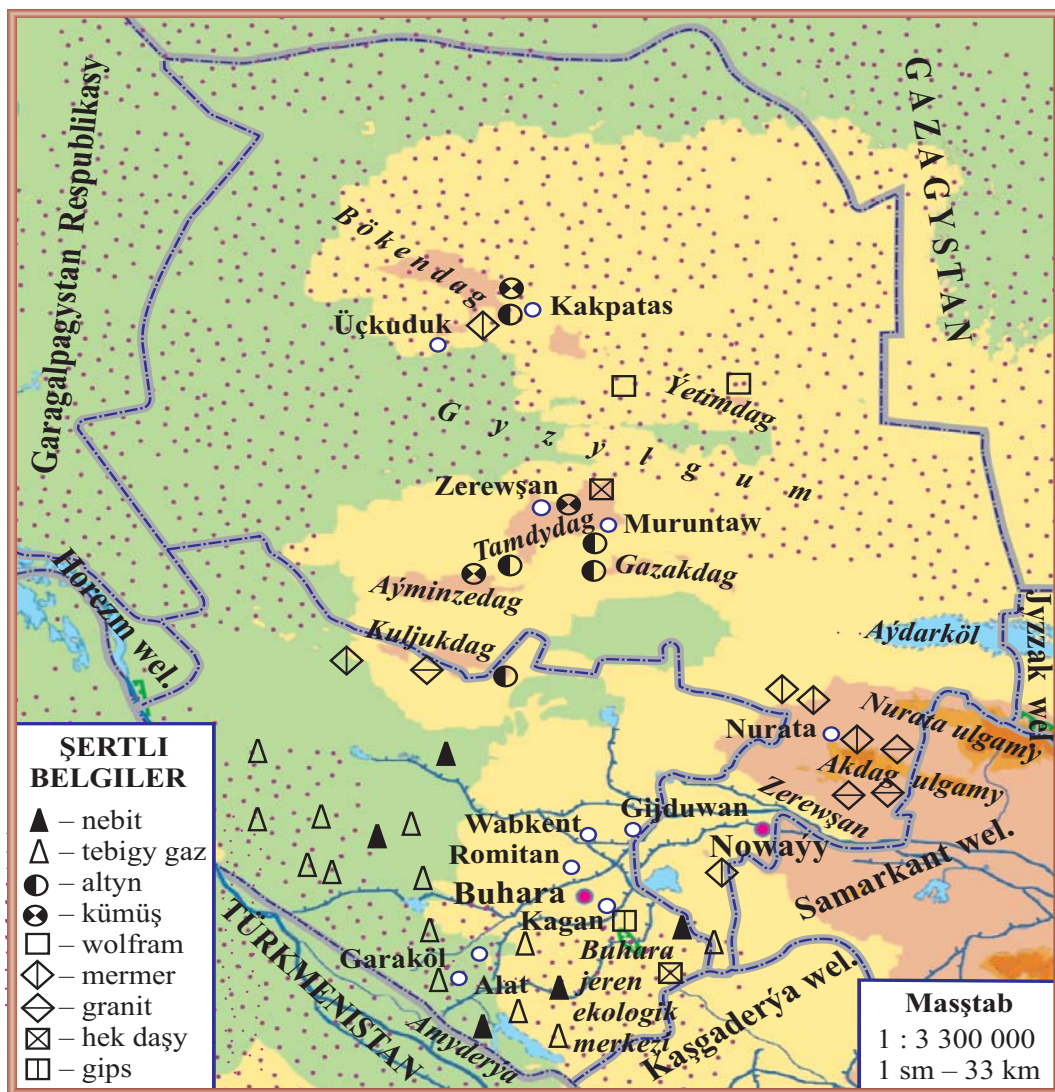 Garagalpagystan Respublikasy
GAZAGYSTAN
Bökendag
Kakpatas
Üçkuduk
Ýetimdag
Gyzylgum
Zerewşan
Muruntaw
Tamdydag
Gazakdag
Aýminzedag
Horezm wel.
Kuljukdag
Aýdarköl
Jyzzak wel
Nurata
Nurata ulgamy
Akdag ulgamy
Zerewşan
Gijduwan
Wabkent
Nowaýy
Romitan
Samarkant wel.
Buhara
Kagan
TÜRKMENISTAN
Garaköl
Alat
Buhara
jeren
ekologik
merkezi
Amyderýa
Kaşgaderýa wel.
ŞERTLI
BELGILER
– nebit
– tebigy gaz
– altyn
– kümüş
– wolfram
– mermer
– granit
– hek daşy
– gips
Masştab
1 : 3 300 000
1 sm – 33 km